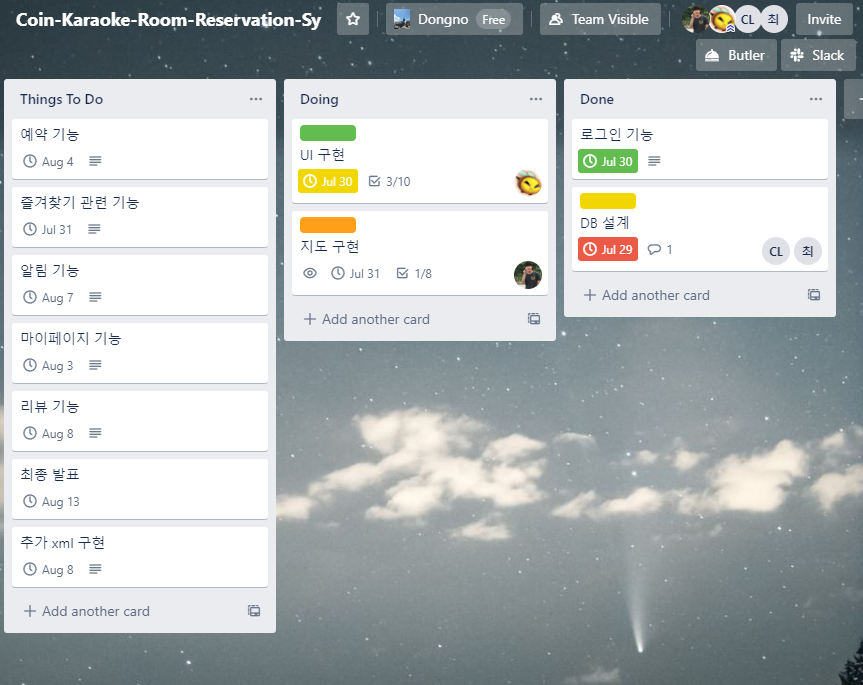 Coin-Karaoke-Room-Reservation-Sy
Dongno Free
Team Visible
CL 최
Invite
Butler
Slack
Things To Do
예약 기능
Aug 4
즐겨찾기 관련 기능
Jul 31
알림 기능
Aug 7
마이페이지 기능
Aug 3
리뷰 기능
Aug 8
최종 발표
Aug 13
추가 xml 구현
Aug 8
Add another card
Doing
UI 구현
Jul 30 3/10
지도 구현
Jul 31 1/8
Add another card
Done
로그인 기능
Jul 30
DB 설계
Jul 29 1
CL 최
Add another card